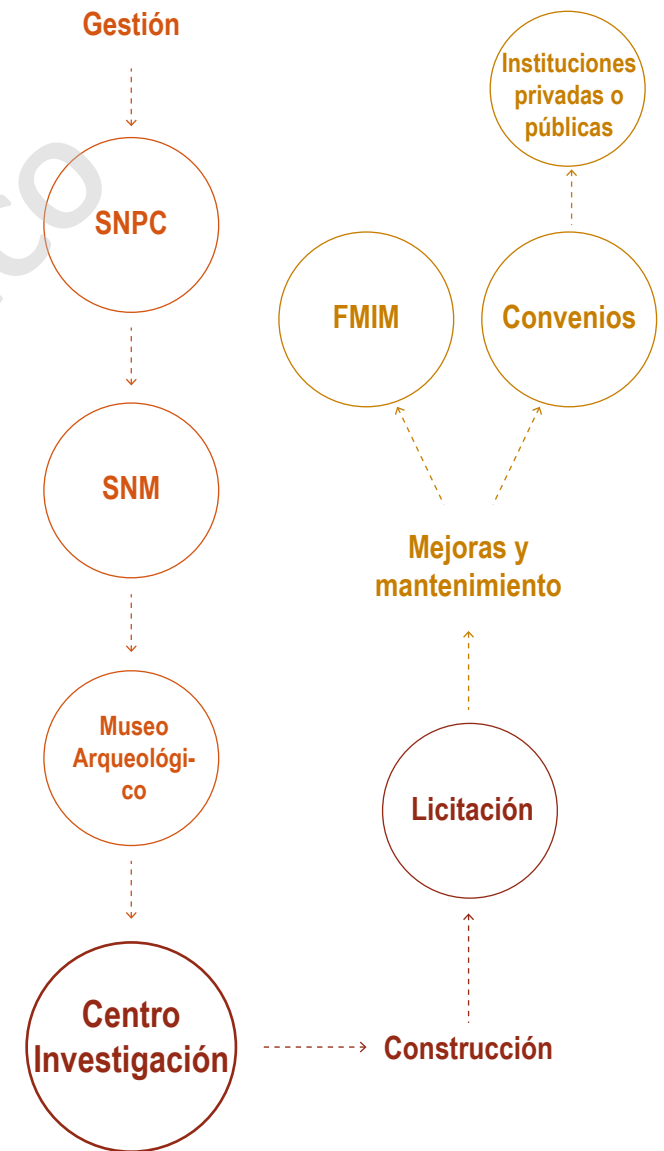 Gestión
SNPC
SNM
Museo
Arqueológi-
co
Centro
Investigación
Construcción
Licitación
Mejoras y
mantenimiento
FMIM
Convenios
Instituciones
privadas o
públicas